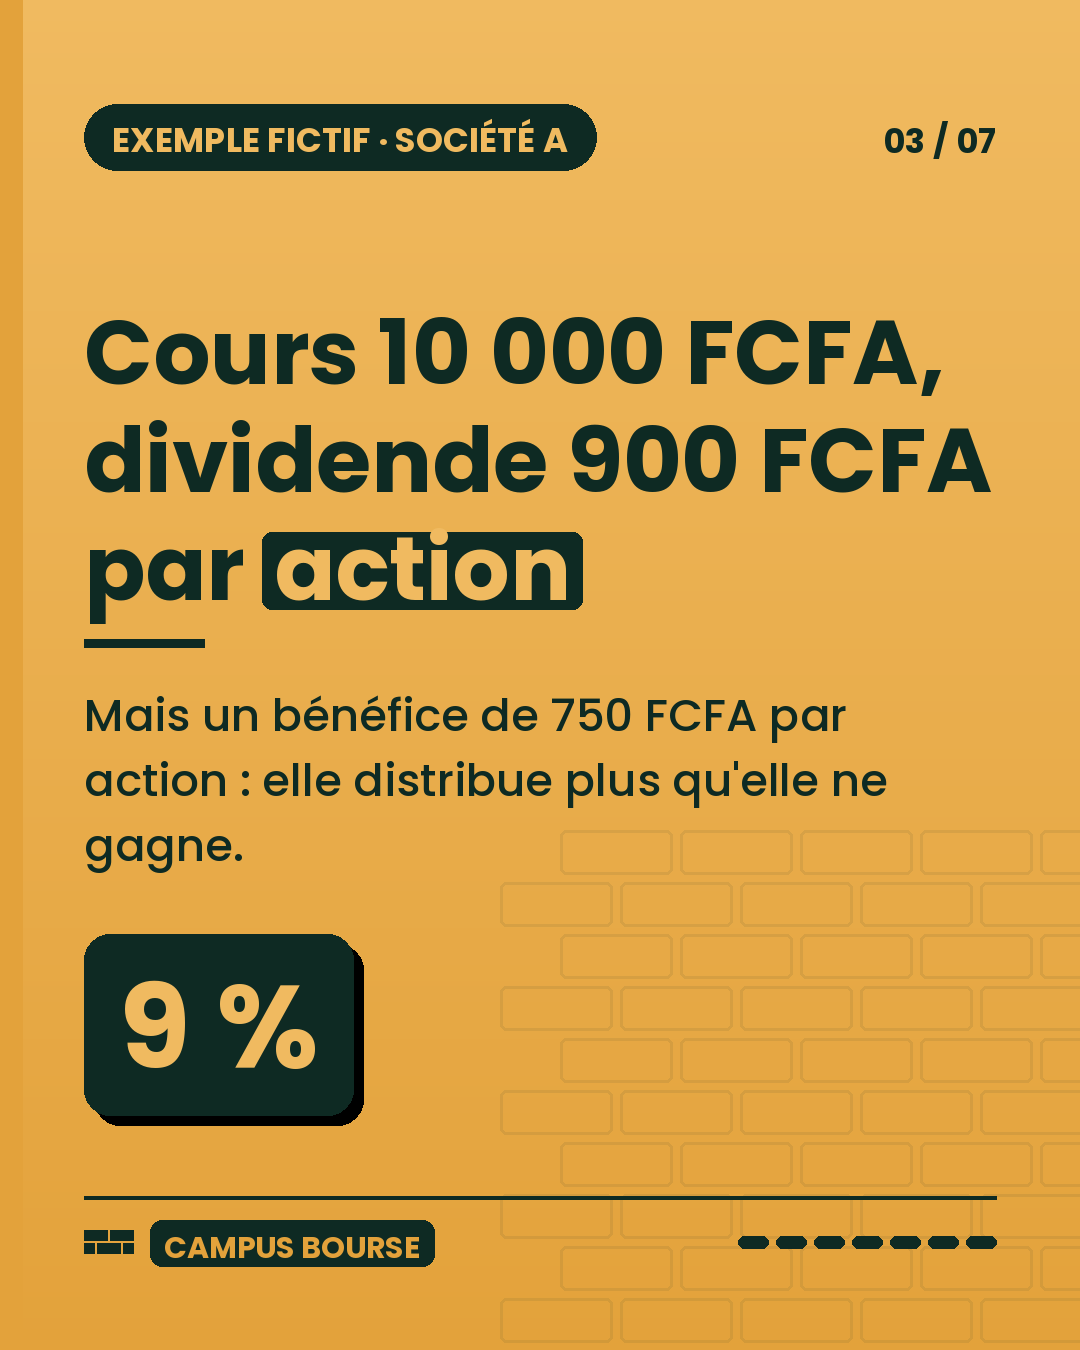 EXEMPLE FICTIF · SOCIÉTÉ A
03 / 07
Cours 10 000 FCFA,
dividende 900 FCFA
par action
Mais un bénéfice de 750 FCFA par
action : elle distribue plus qu'elle ne
gagne.
9 %
CAMPUS BOURSE